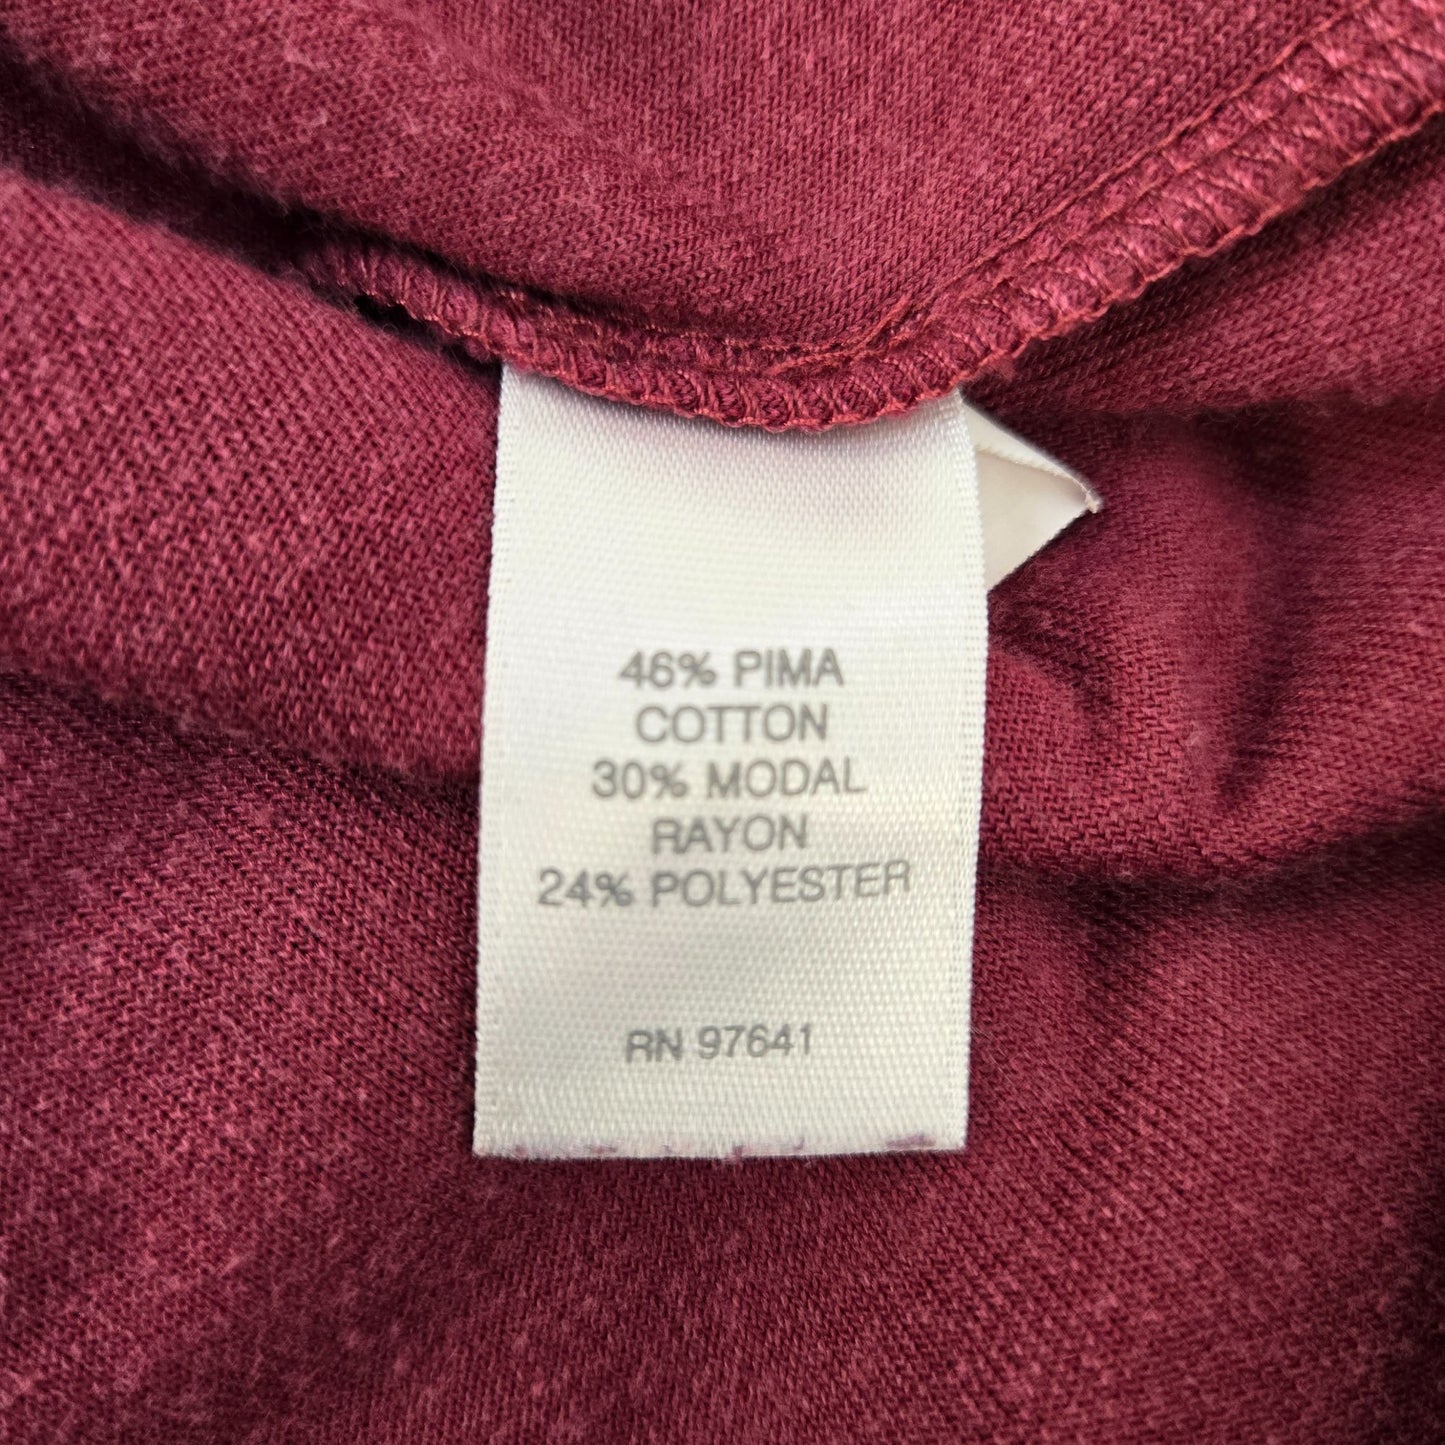 46% PIMA
COTTON
30% MODAL
RAYON
24% POLYESTER
RN 97641